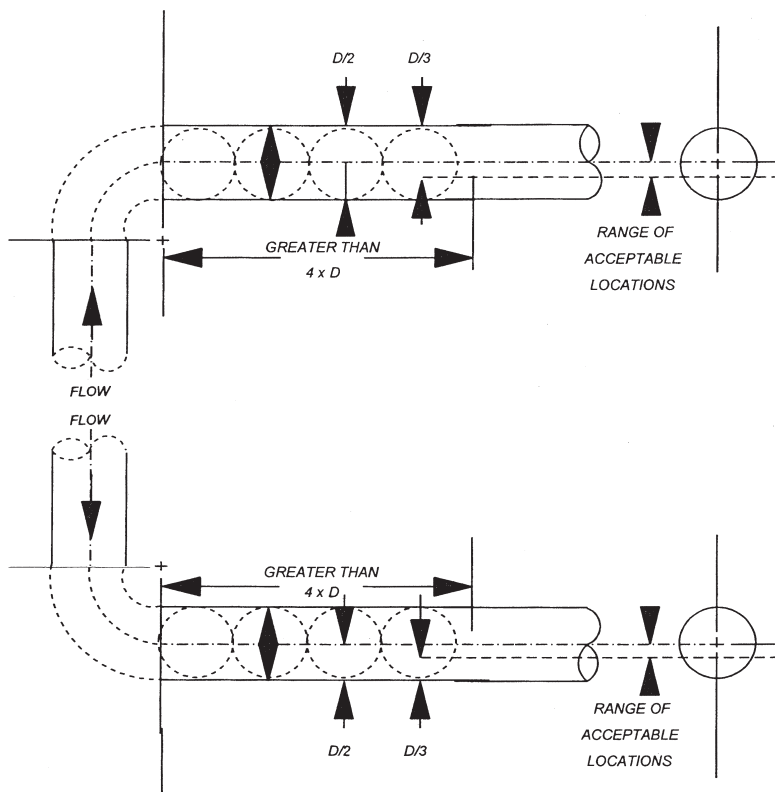 D/2 D/3
GREATER THAN
4 x D
RANGE OF
ACCEPTABLE
LOCATIONS
FLOW
FLOW
GREATER THAN
4 x D
RANGE OF
ACCEPTABLE
LOCATIONS
D/2 D/3